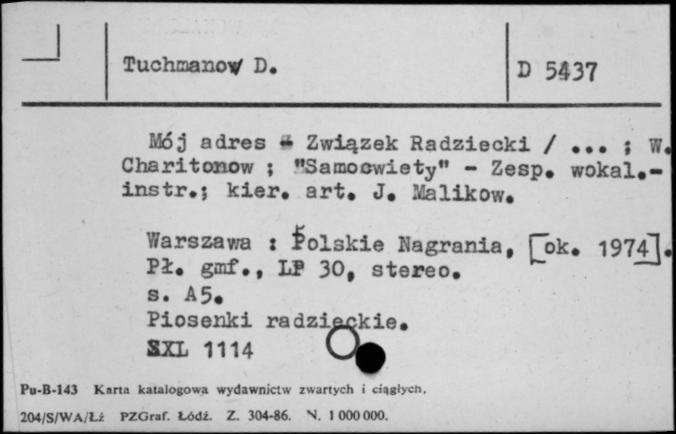 Tuchmanow D.
D 5437
Mój adres - Związek Radziecki / ... ; W.
Charitonow ; "Samocwiety" - Zesp. wokal.-
instr.; kier. art. J. Malikow.
Warszawa : Polskie Nagrania, [ok. 1974].
Pł. gmf., LP 30, stereo.
s. A5.
Piosenki radzieckie.
SXL 1114
Pu-B-143 Karta katalogowa wydawnictw zwartych i ciągłych.
204/S/WA/Łż PZGraf. Łódź. Z. 304-86. N. 1 000 000.